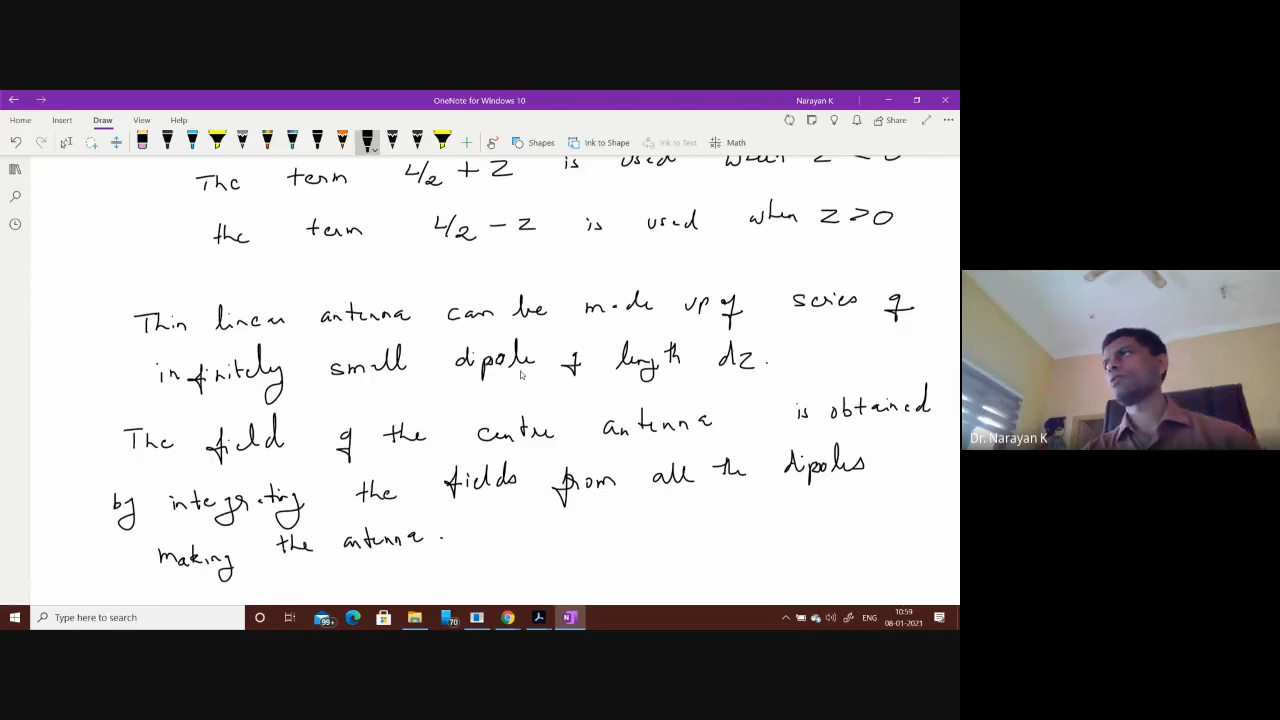 OneNote for Windows 10
Narayan K
Home Insert Draw View Help
Share
Shapes Ink to Shape Ink to Text Math
The term L/2 + Z is used when Z < 0
the term L/2 - Z is used when Z > 0
Thin linear antenna can be made up of series of
infinitely small dipole of length dz.
The field of the centre antenna is obtained
by integrating the fields from all the dipoles
making the antenna.
Dr. Narayan K
Type here to search
99+
70
ENG
10:59
08-01-2021